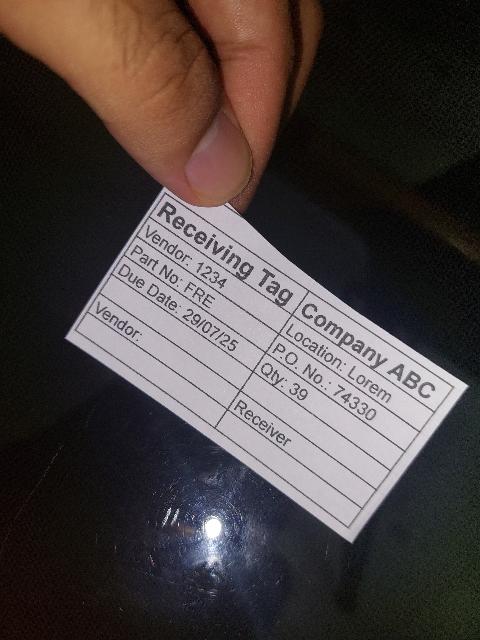 Receiving Tag
Company ABC
Vendor: 1234
Location: Lorem
Part No: FRE
P.O. No.: 74330
Due Date: 29/07/25
Qty: 39
Vendor:
Receiver